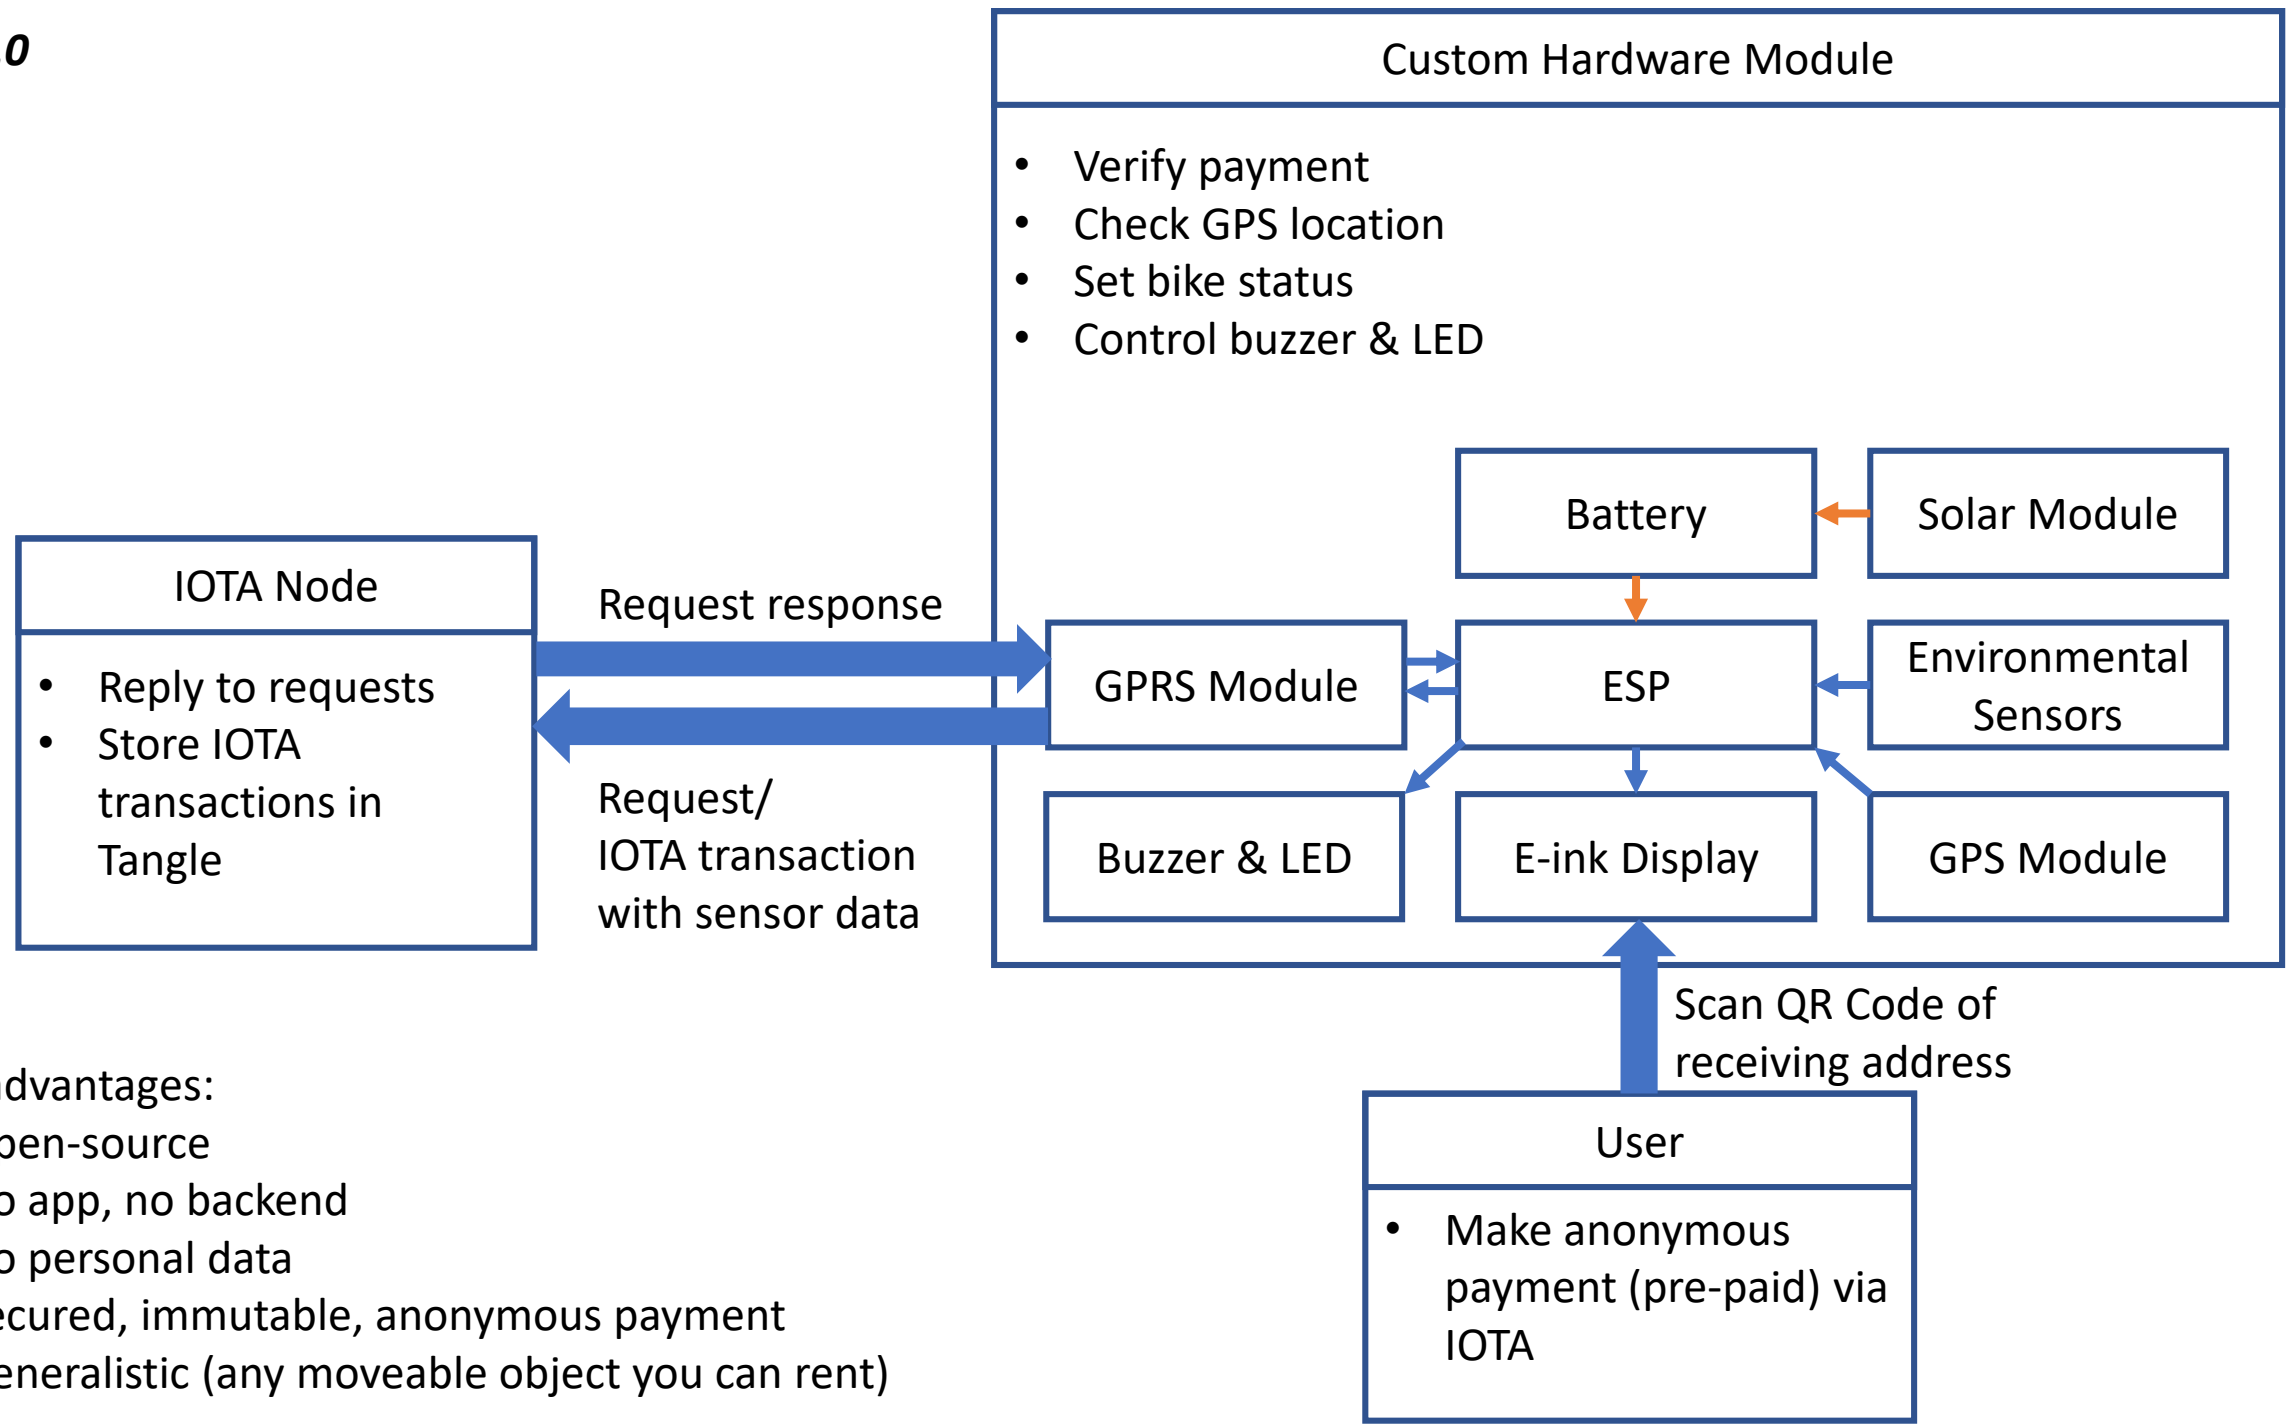 .0
Custom Hardware Module
• Verify payment
• Check GPS location
• Set bike status
• Control buzzer & LED
Battery
Solar Module
IOTA Node
• Reply to requests
• Store IOTA
transactions in
Tangle
Request response
Request/
IOTA transaction
with sensor data
GPRS Module
ESP
Environmental
Sensors
Buzzer & LED
E-ink Display
GPS Module
Scan QR Code of
receiving address
User
• Make anonymous
payment (pre-paid) via
IOTA
advantages:
pen-source
o app, no backend
o personal data
ecured, immutable, anonymous payment
eneralistic (any moveable object you can rent)